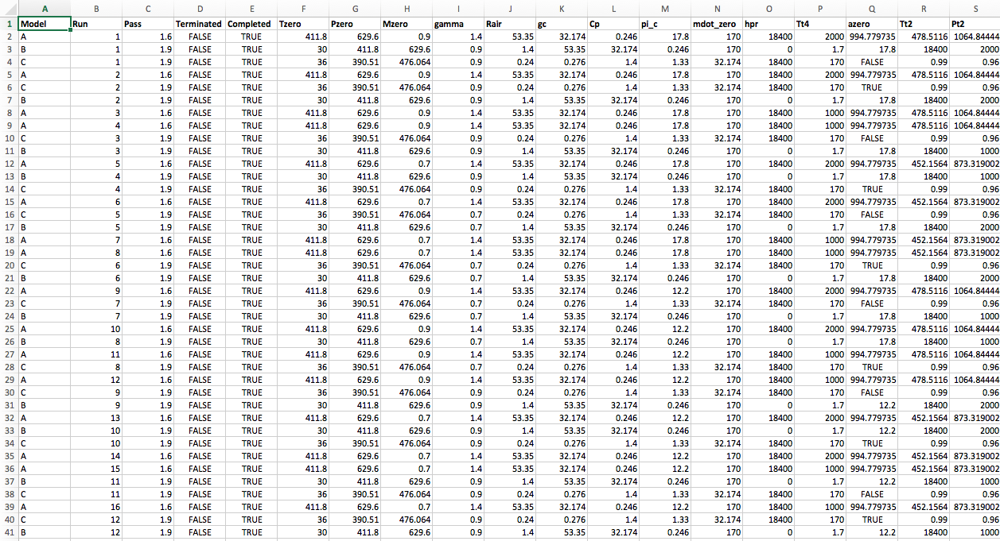 A B C D E F G H I J K L M N O P Q R S
1 Model Run Pass Terminated Completed Tzero Pzero Mzero gamma Rair gc Cp pi_c mdot_zero hpr Tt4 azero Tt2 Pt2
2 A 1 1.6 FALSE TRUE 411.8 629.6 0.9 1.4 53.35 32.174 0.246 17.8 170 18400 2000 994.779735 478.5116 1064.84444
3 B 1 1.9 FALSE TRUE 30 411.8 629.6 0.9 1.4 53.35 32.174 0.246 170 0 1.7 17.8 18400 2000
4 C 1 1.9 FALSE TRUE 36 390.51 476.064 0.9 0.24 0.276 1.4 1.33 32.174 18400 170 FALSE 0.99 0.96
5 A 2 1.6 FALSE TRUE 411.8 629.6 0.9 1.4 53.35 32.174 0.246 17.8 170 18400 2000 994.779735 478.5116 1064.84444
6 C 2 1.9 FALSE TRUE 36 390.51 476.064 0.9 0.24 0.276 1.4 1.33 32.174 18400 170 TRUE 0.99 0.96
7 B 2 1.9 FALSE TRUE 30 411.8 629.6 0.9 1.4 53.35 32.174 0.246 170 0 1.7 17.8 18400 2000
8 A 3 1.6 FALSE TRUE 411.8 629.6 0.9 1.4 53.35 32.174 0.246 17.8 170 18400 1000 994.779735 478.5116 1064.84444
9 A 4 1.6 FALSE TRUE 411.8 629.6 0.9 1.4 53.35 32.174 0.246 17.8 170 18400 1000 994.779735 478.5116 1064.84444
10 C 3 1.9 FALSE TRUE 36 390.51 476.064 0.9 0.24 0.276 1.4 1.33 32.174 18400 170 FALSE 0.99 0.96
11 B 3 1.9 FALSE TRUE 30 411.8 629.6 0.9 1.4 53.35 32.174 0.246 170 0 1.7 17.8 18400 1000
12 A 5 1.6 FALSE TRUE 411.8 629.6 0.7 1.4 53.35 32.174 0.246 17.8 170 18400 2000 994.779735 452.1564 873.319002
13 B 4 1.9 FALSE TRUE 30 411.8 629.6 0.9 1.4 53.35 32.174 0.246 170 0 1.7 17.8 18400 1000
14 C 4 1.9 FALSE TRUE 36 390.51 476.064 0.9 0.24 0.276 1.4 1.33 32.174 18400 170 TRUE 0.99 0.96
15 A 6 1.6 FALSE TRUE 411.8 629.6 0.7 1.4 53.35 32.174 0.246 17.8 170 18400 2000 994.779735 452.1564 873.319002
16 C 5 1.9 FALSE TRUE 36 390.51 476.064 0.7 0.24 0.276 1.4 1.33 32.174 18400 170 FALSE 0.99 0.96
17 B 5 1.9 FALSE TRUE 30 411.8 629.6 0.7 1.4 53.35 32.174 0.246 170 0 1.7 17.8 18400 2000
18 A 7 1.6 FALSE TRUE 411.8 629.6 0.7 1.4 53.35 32.174 0.246 17.8 170 18400 1000 994.779735 452.1564 873.319002
19 A 8 1.6 FALSE TRUE 411.8 629.6 0.7 1.4 53.35 32.174 0.246 17.8 170 18400 1000 994.779735 452.1564 873.319002
20 C 6 1.9 FALSE TRUE 36 390.51 476.064 0.7 0.24 0.276 1.4 1.33 32.174 18400 170 TRUE 0.99 0.96
21 B 6 1.9 FALSE TRUE 30 411.8 629.6 0.7 1.4 53.35 32.174 0.246 170 0 1.7 17.8 18400 2000
22 A 9 1.6 FALSE TRUE 411.8 629.6 0.9 1.4 53.35 32.174 0.246 12.2 170 18400 2000 994.779735 478.5116 1064.84444
23 C 7 1.9 FALSE TRUE 36 390.51 476.064 0.7 0.24 0.276 1.4 1.33 32.174 18400 170 FALSE 0.99 0.96
24 B 7 1.9 FALSE TRUE 30 411.8 629.6 0.7 1.4 53.35 32.174 0.246 170 0 1.7 17.8 18400 1000
25 A 10 1.6 FALSE TRUE 411.8 629.6 0.9 1.4 53.35 32.174 0.246 12.2 170 18400 2000 994.779735 478.5116 1064.84444
26 B 8 1.9 FALSE TRUE 30 411.8 629.6 0.7 1.4 53.35 32.174 0.246 170 0 1.7 17.8 18400 1000
27 A 11 1.6 FALSE TRUE 411.8 629.6 0.9 1.4 53.35 32.174 0.246 12.2 170 18400 1000 994.779735 478.5116 1064.84444
28 C 8 1.9 FALSE TRUE 36 390.51 476.064 0.7 0.24 0.276 1.4 1.33 32.174 18400 170 TRUE 0.99 0.96
29 A 12 1.6 FALSE TRUE 411.8 629.6 0.9 1.4 53.35 32.174 0.246 12.2 170 18400 1000 994.779735 478.5116 1064.84444
30 C 9 1.9 FALSE TRUE 36 390.51 476.064 0.9 0.24 0.276 1.4 1.33 32.174 18400 170 FALSE 0.99 0.96
31 B 9 1.9 FALSE TRUE 30 411.8 629.6 0.9 1.4 53.35 32.174 0.246 170 0 1.7 12.2 18400 2000
32 A 13 1.6 FALSE TRUE 411.8 629.6 0.7 1.4 53.35 32.174 0.246 12.2 170 18400 2000 994.779735 452.1564 873.319002
33 B 10 1.9 FALSE TRUE 30 411.8 629.6 0.9 1.4 53.35 32.174 0.246 170 0 1.7 12.2 18400 2000
34 C 10 1.9 FALSE TRUE 36 390.51 476.064 0.9 0.24 0.276 1.4 1.33 32.174 18400 170 TRUE 0.99 0.96
35 A 14 1.6 FALSE TRUE 411.8 629.6 0.7 1.4 53.35 32.174 0.246 12.2 170 18400 2000 994.779735 452.1564 873.319002
36 A 15 1.6 FALSE TRUE 411.8 629.6 0.7 1.4 53.35 32.174 0.246 12.2 170 18400 1000 994.779735 452.1564 873.319002
37 B 11 1.9 FALSE TRUE 30 411.8 629.6 0.9 1.4 53.35 32.174 0.246 170 0 1.7 12.2 18400 1000
38 C 11 1.9 FALSE TRUE 36 390.51 476.064 0.9 0.24 0.276 1.4 1.33 32.174 18400 170 FALSE 0.99 0.96
39 A 16 1.6 FALSE TRUE 411.8 629.6 0.7 1.4 53.35 32.174 0.246 12.2 170 18400 1000 994.779735 452.1564 873.319002
40 C 12 1.9 FALSE TRUE 36 390.51 476.064 0.9 0.24 0.276 1.4 1.33 32.174 18400 170 TRUE 0.99 0.96
41 B 12 1.9 FALSE TRUE 30 411.8 629.6 0.9 1.4 53.35 32.174 0.246 170 0 1.7 12.2 18400 1000